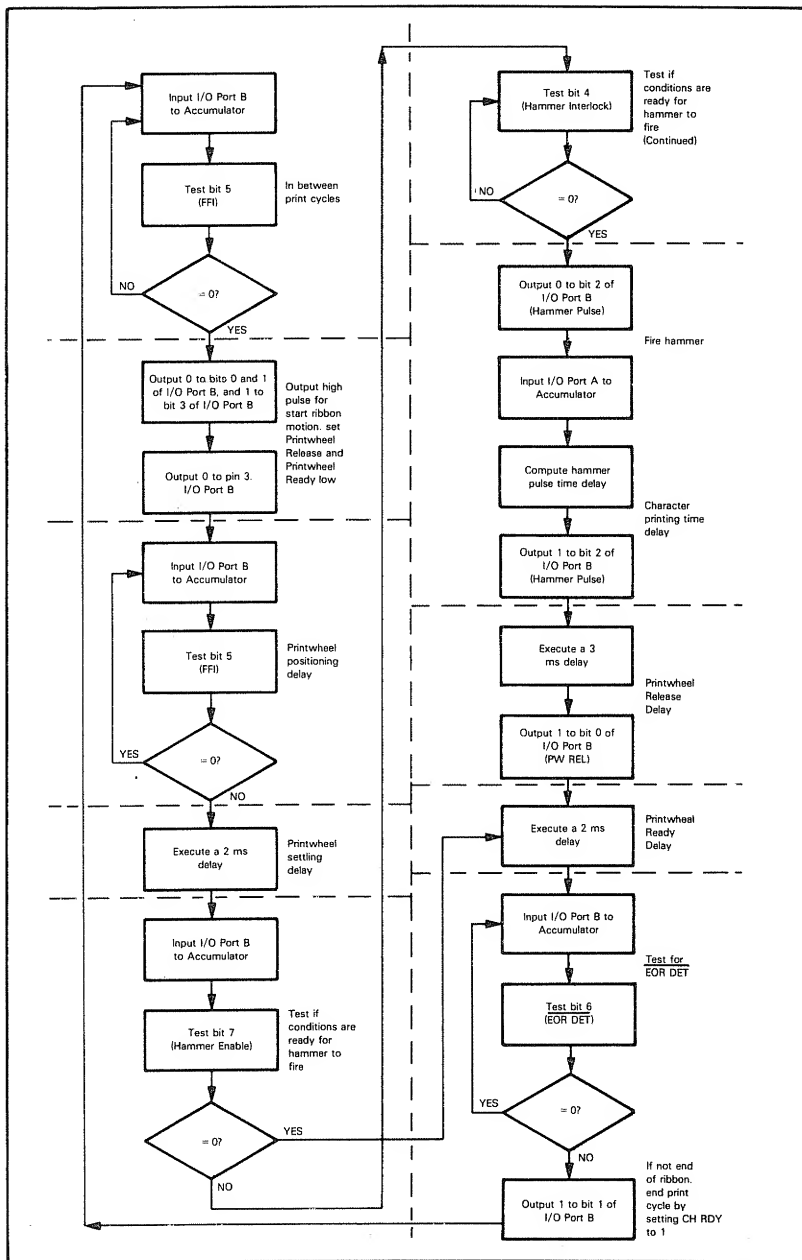 Input I/O Port B
to Accumulator
Test bit 5
(FFI)
In between
print cycles
= 0?
NO
YES
Output 0 to bits 0 and 1
of I/O Port B, and 1 to
bit 3 of I/O Port B
Output high
pulse for
start ribbon
motion. set
Printwheel
Release and
Printwheel
Ready low
Output 0 to pin 3.
I/O Port B
Input I/O Port B
to Accumulator
Test bit 5
(FFI)
Printwheel
positioning
delay
= 0?
YES
NO
Execute a 2 ms
delay
Printwheel
settling
delay
Input I/O Port B
to Accumulator
Test bit 7
(Hammer Enable)
Test if
conditions are
ready for
hammer to
fire
= 0?
YES
NO
Test bit 4
(Hammer Interlock)
Test if
conditions are
ready for
hammer to
fire
(Continued)
= 0?
NO
YES
Output 0 to bit 2 of
I/O Port B
(Hammer Pulse)
Fire hammer
Input I/O Port A to
Accumulator
Compute hammer
pulse time delay
Character
printing time
delay
Output 1 to bit 2 of
I/O Port B
(Hammer Pulse)
Execute a 3
ms delay
Printwheel
Release
Delay
Output 1 to bit 0 of
I/O Port B
(PW REL)
Execute a 2 ms
delay
Printwheel
Ready
Delay
Input I/O Port B to
Accumulator
Test for
EOR DET
Test bit 6
(EOR DET)
= 0?
YES
NO
Output 1 to bit 1 of
I/O Port B
If not end
of ribbon.
end print
cycle by
setting CH RDY
to 1